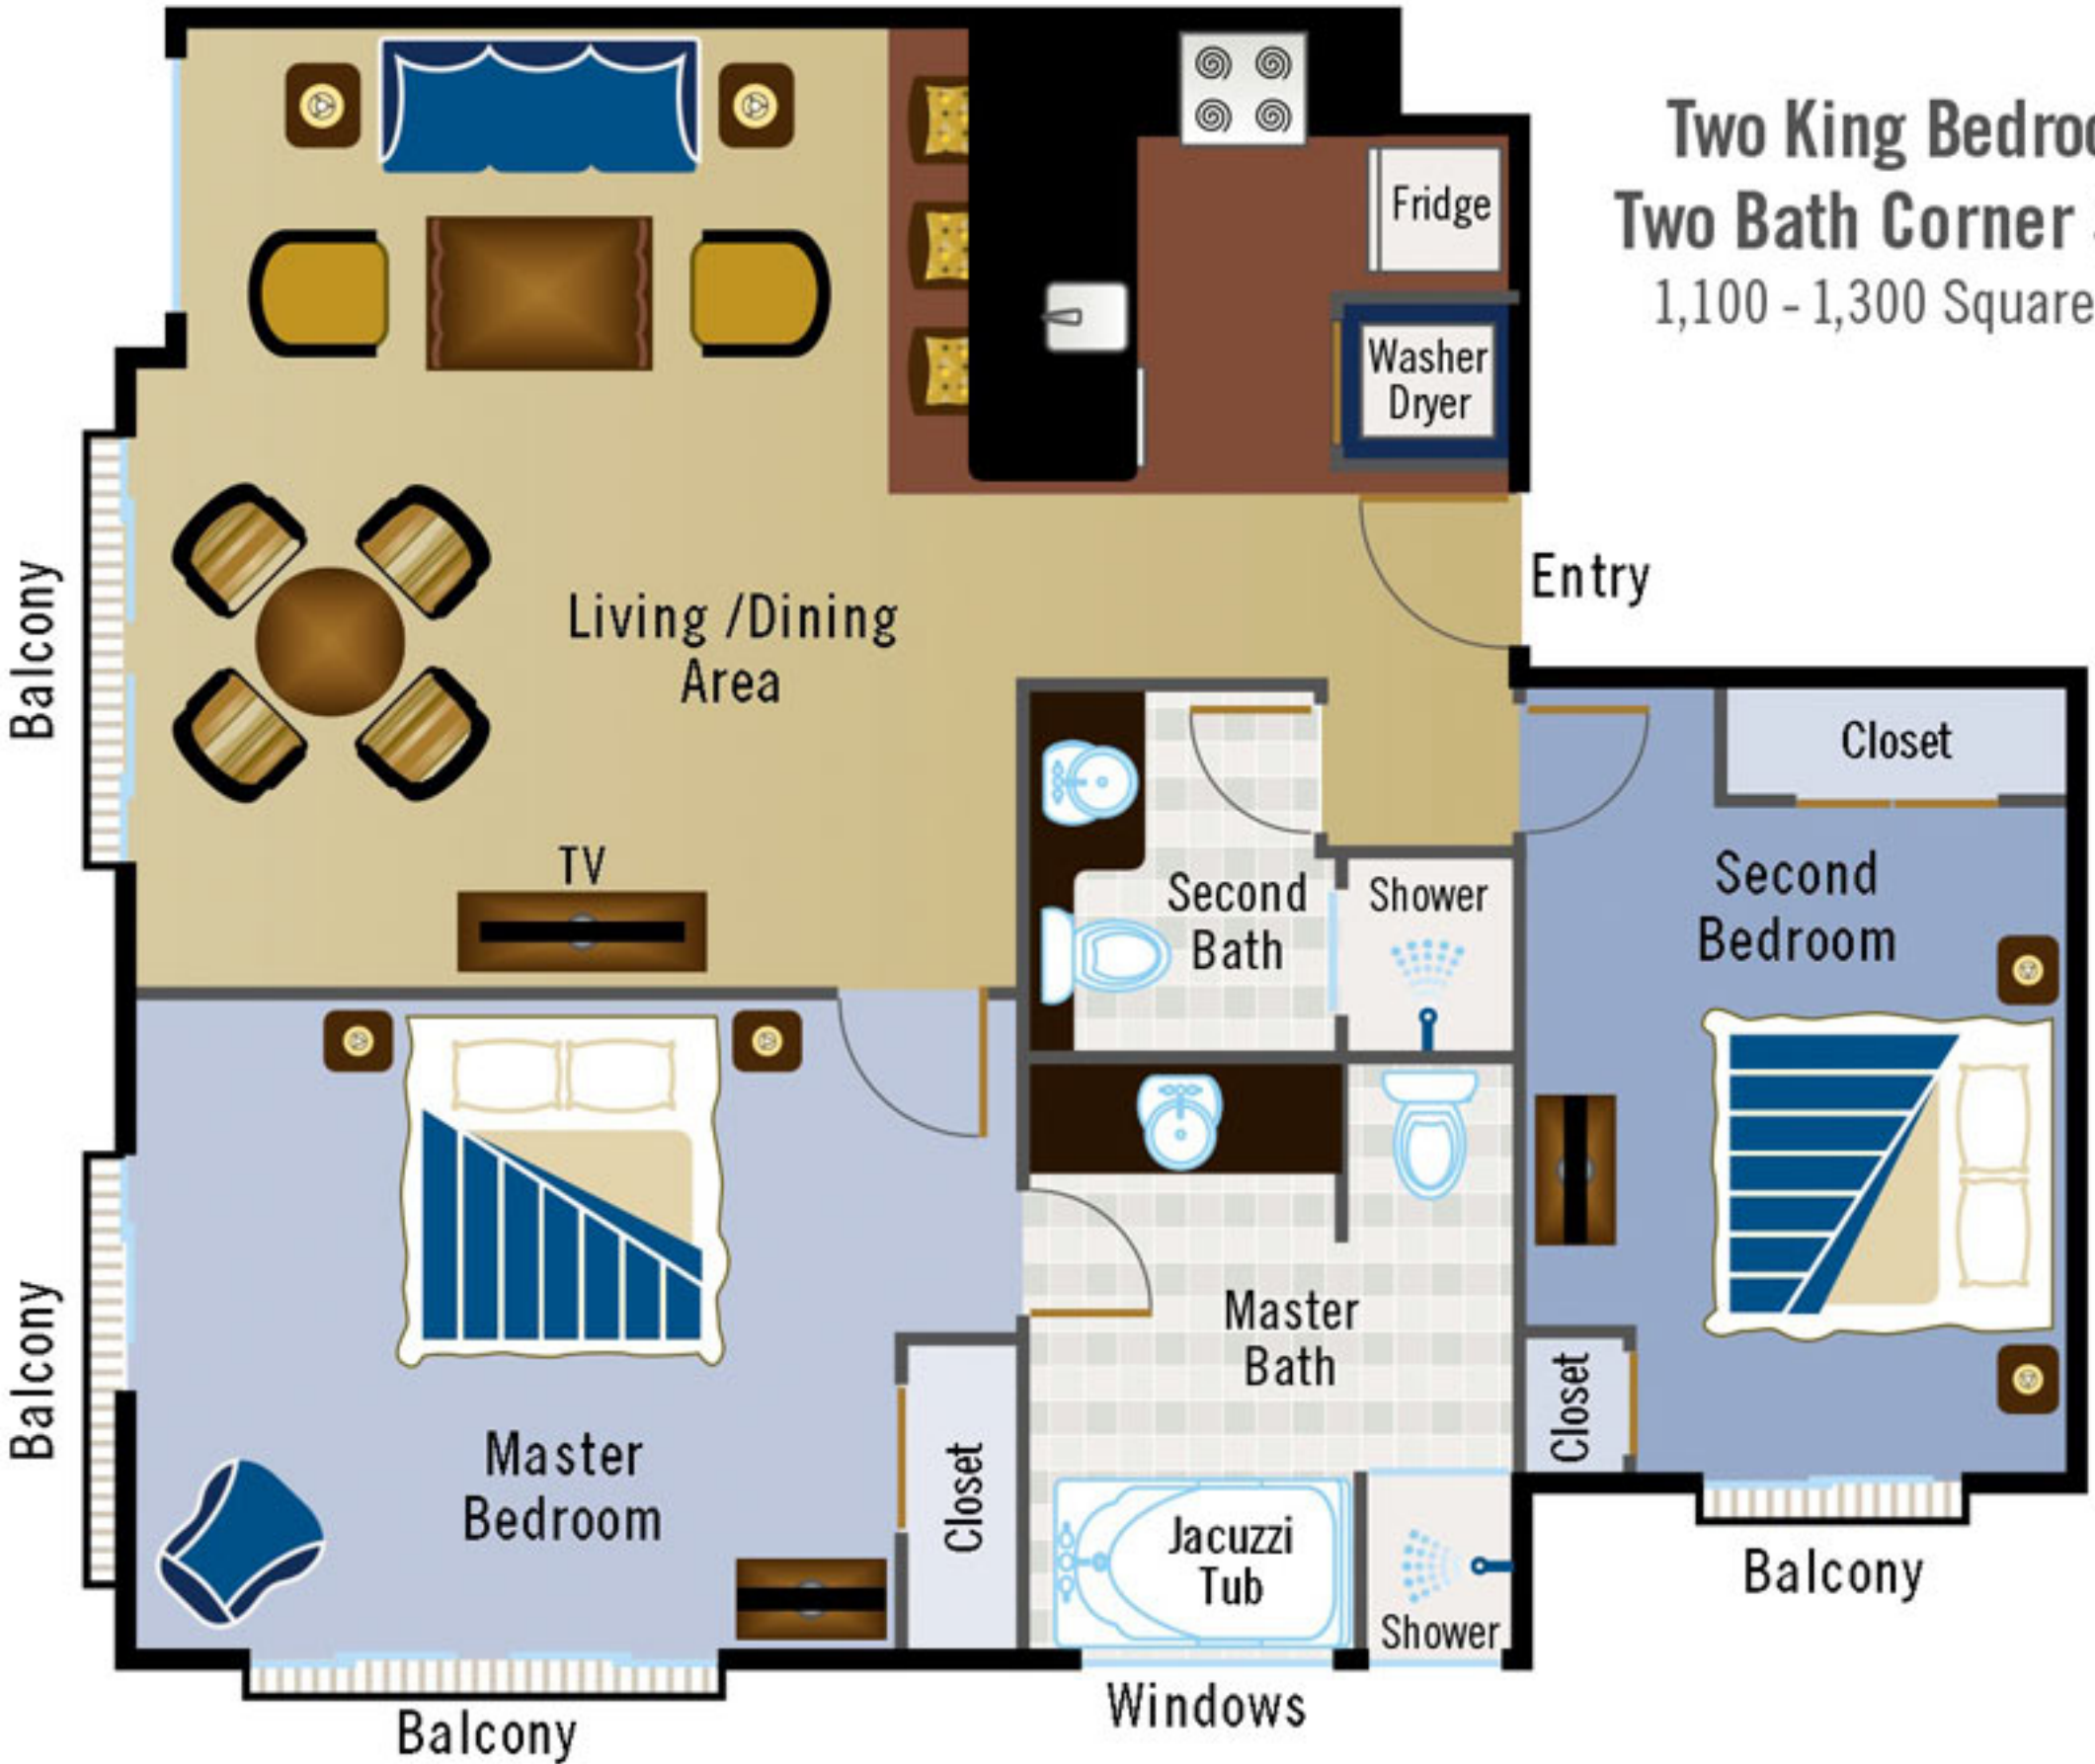 Two King Bedroo
Two Bath Corner
1,100 - 1,300 Square
Fridge
Washer
Dryer
Entry
Living /Dining
Area
Balcony
TV
Closet
Second
Bath
Shower
Second
Bedroom
Balcony
Master
Bedroom
Closet
Master
Bath
Closet
Jacuzzi
Tub
Shower
Balcony
Windows
Balcony